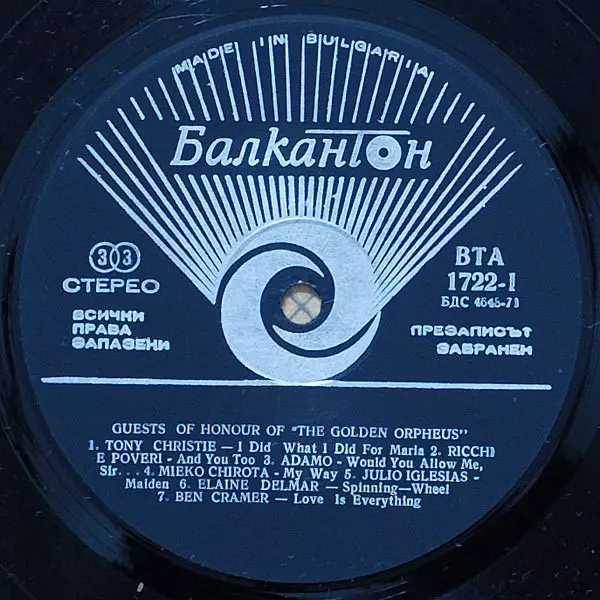 MADE IN BULGARIA
Балкантон
33
СТЕРЕО
ВСИЧКИ
ПРАВА
ЗАПАЗЕНИ
ВТА
1722-I
БДС 4648-71
ПРЕЗАПИСЪТ
ЗАБРАНЕН
GUESTS OF HONOUR OF "THE GOLDEN ORPHEUS"
1. TONY CHRISTIE — I Did What I Did For Maria 2. RICCHI
E POVERI - And You Too 3. ADAMO - Would You Allow Me,
Sir... 4. MIEKO CHIROTA - My Way 5. JULIO IGLESIAS -
Maiden 6. ELAINE DELMAR — Spinning—Wheel
7. BEN CRAMER — Love Is Everything